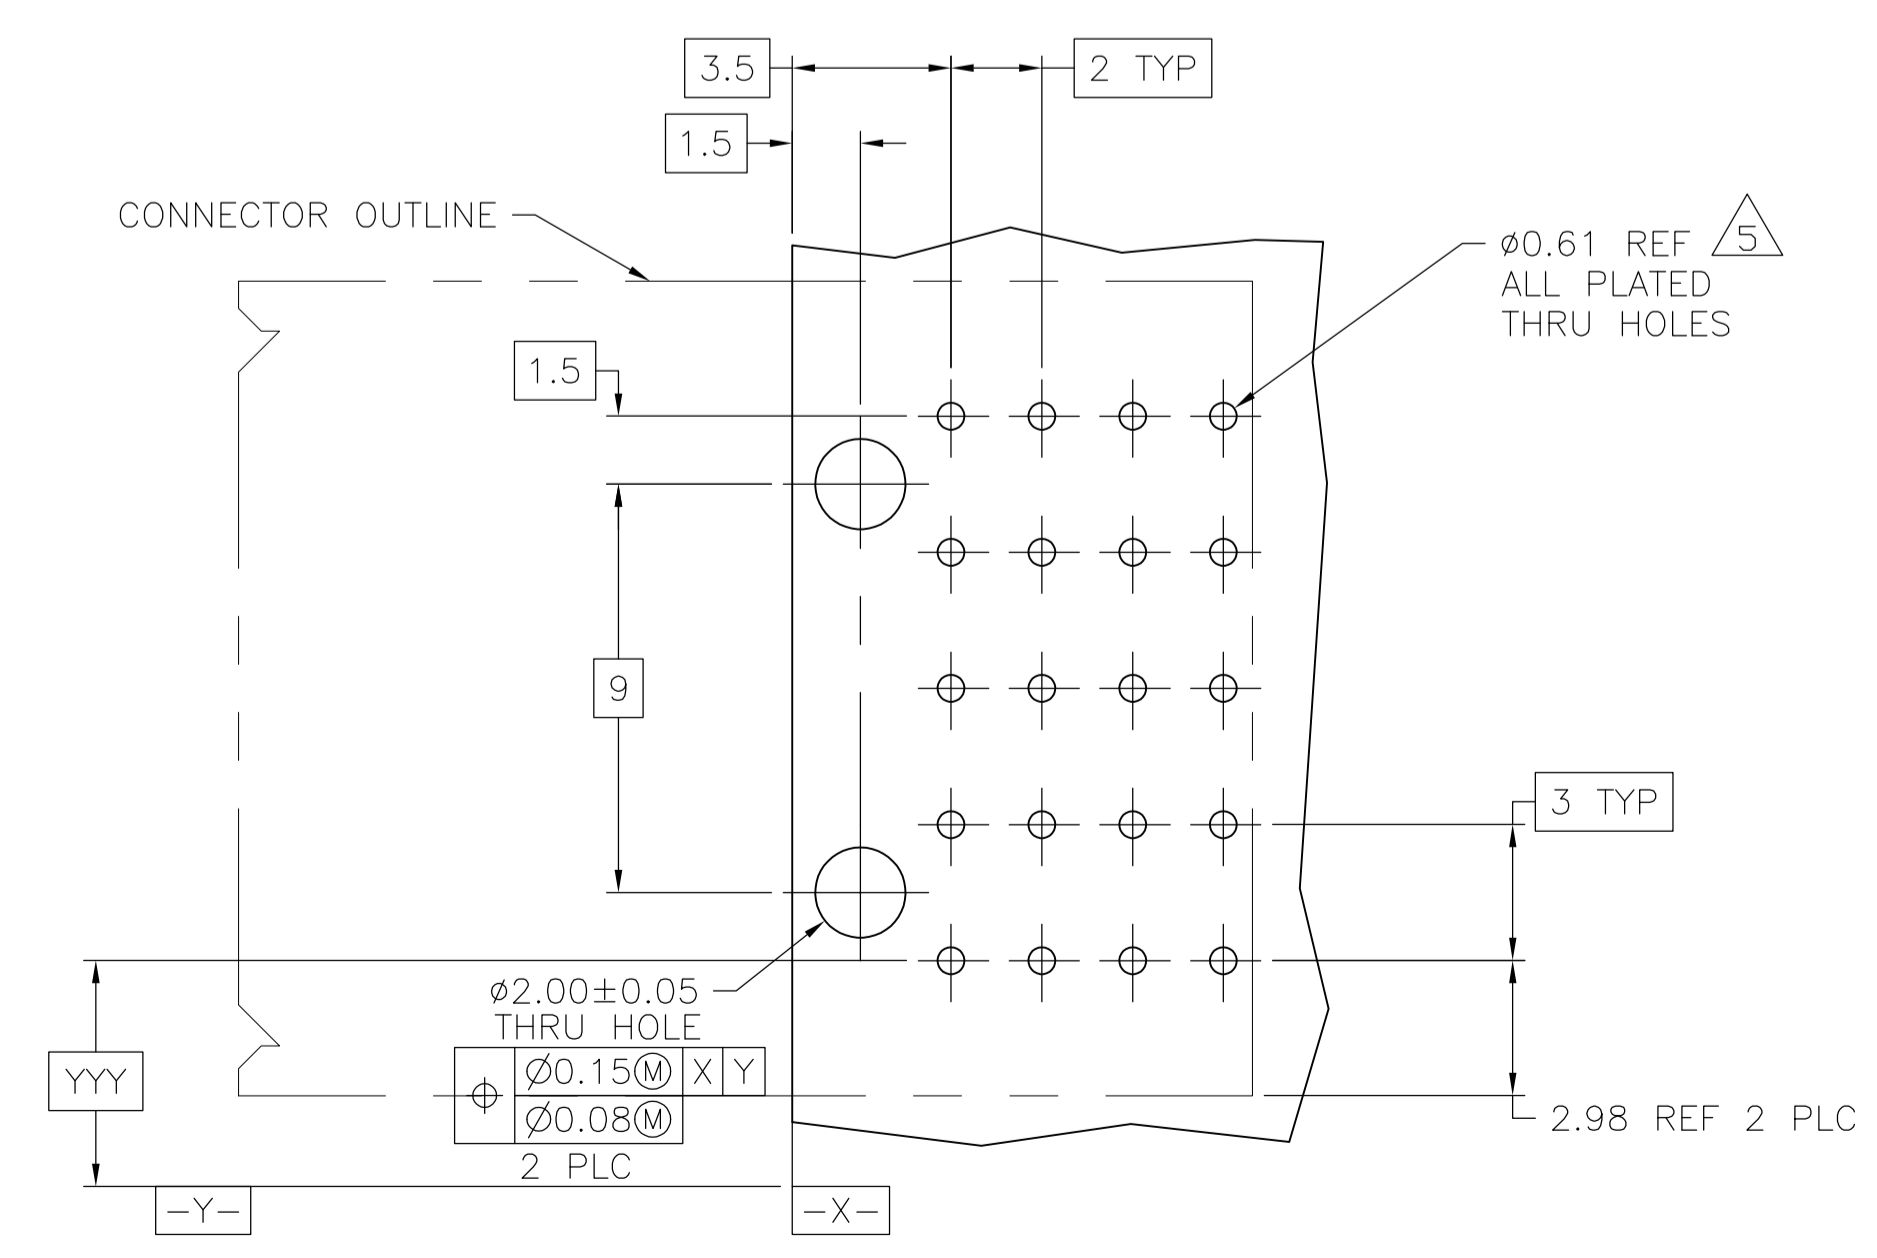 3.5
2 TYP
1.5
CONNECTOR OUTLINE
5
ø0.61 REF
ALL PLATED
THRU HOLES
1.5
9
3 TYP
ø2.00±0.05
THRU HOLE
Ø0.15Ⓜ X Y
Ø0.08Ⓜ
2 PLC
YYY
2.98 REF 2 PLC
-Y-
-X-